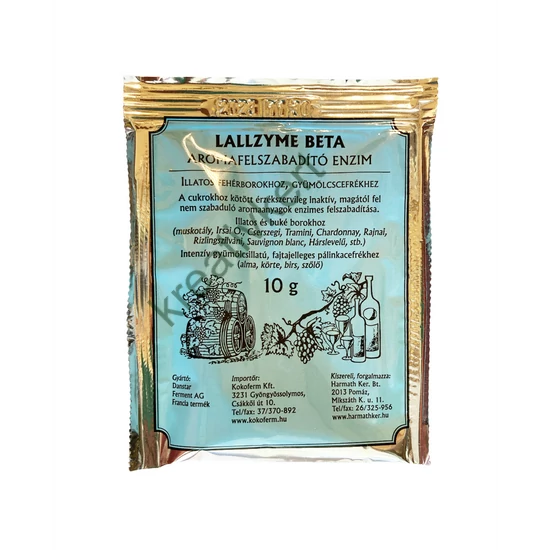 LALLZYME BETA
AROMAFELSZABADÍTÓ ENZIM
ILLATOS FEHÉRBOROKHOZ, GYÜMÖLCSCEFRÉKHEZ
A cukrokhoz kötött érzékszervileg inaktív, magától fel
nem szabaduló aromaanyagok enzimes felszabadítása.
Illatos és buké borokhoz
(muskotály, Irsai O., Cserszegi, Tramini, Chardonnay, Rajnai,
Rizlingszilváni, Sauvignon blanc, Hárslevelű, stb.)
Intenzív gyümölcsillatú, fajtajelleges pálinkacefrékhez
(alma, körte, birs, szőlő)
10 g
Gyártó:
Danstar
Ferment AG
Francia termék
Importőr:
Kokoferm Kft.
3231 Gyöngyössolymos,
Csákkői út 10.
Tel/fax: 37/370-892
www.kokoferm.hu
Kiszereli, forgalmazza:
Harmath Ker. Bt.
2013 Pomáz,
Mikszáth K. u. 11.
Tel/fax: 26/325-956
www.harmathker.hu
kreativkert